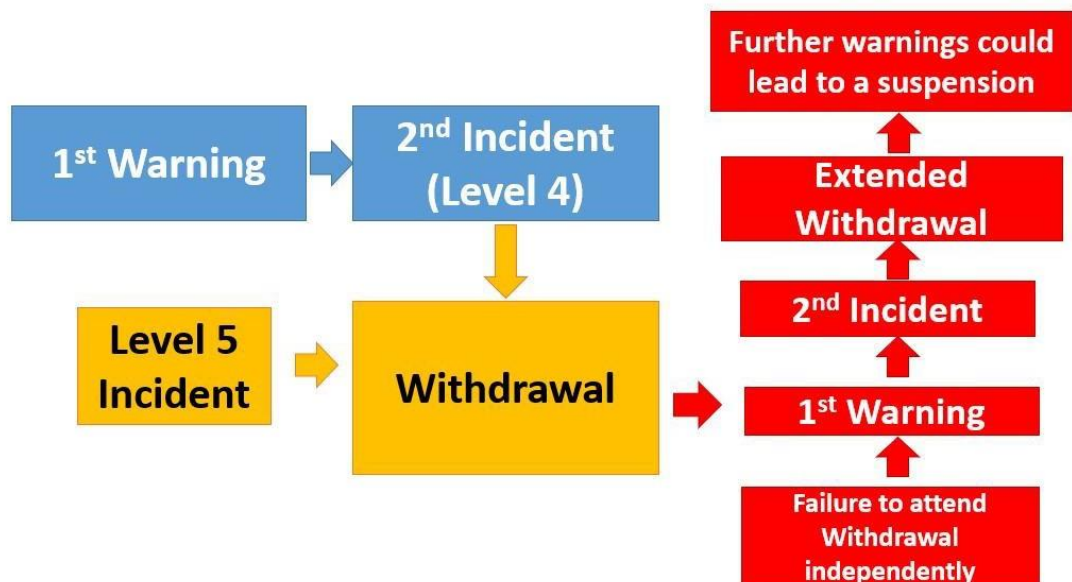 1st Warning
2nd Incident
(Level 4)
Level 5
Incident
Withdrawal
Further warnings could
lead to a suspension
Extended
Withdrawal
2nd Incident
1st Warning
Failure to attend
Withdrawal
independently